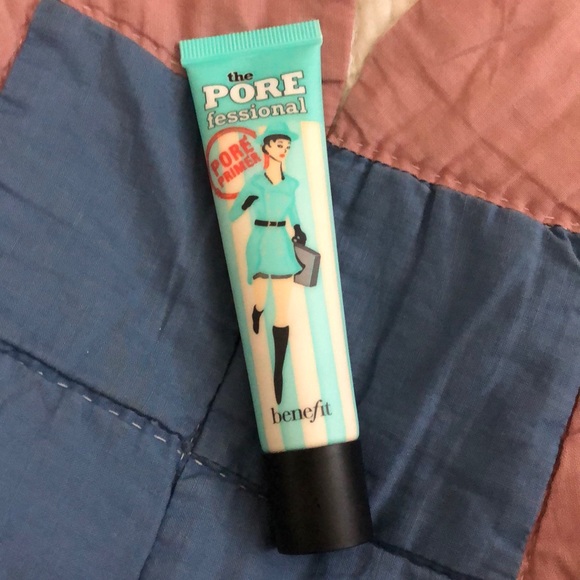 the
PORE
fessional
PORE
PRIMER
benefit